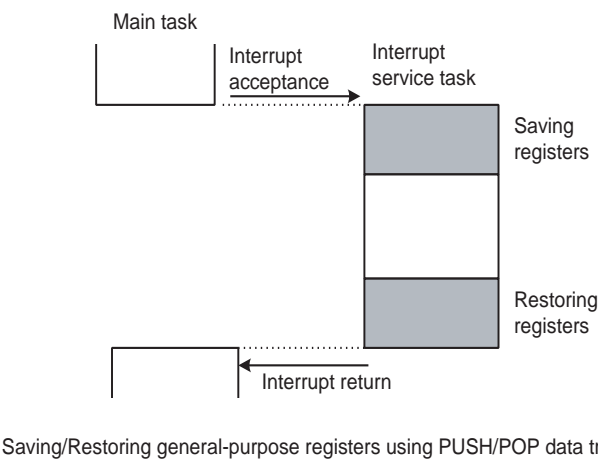 Main task
Interrupt
acceptance
Interrupt
service task
Saving
registers
Restoring
registers
Interrupt return
Saving/Restoring general-purpose registers using PUSH/POP data